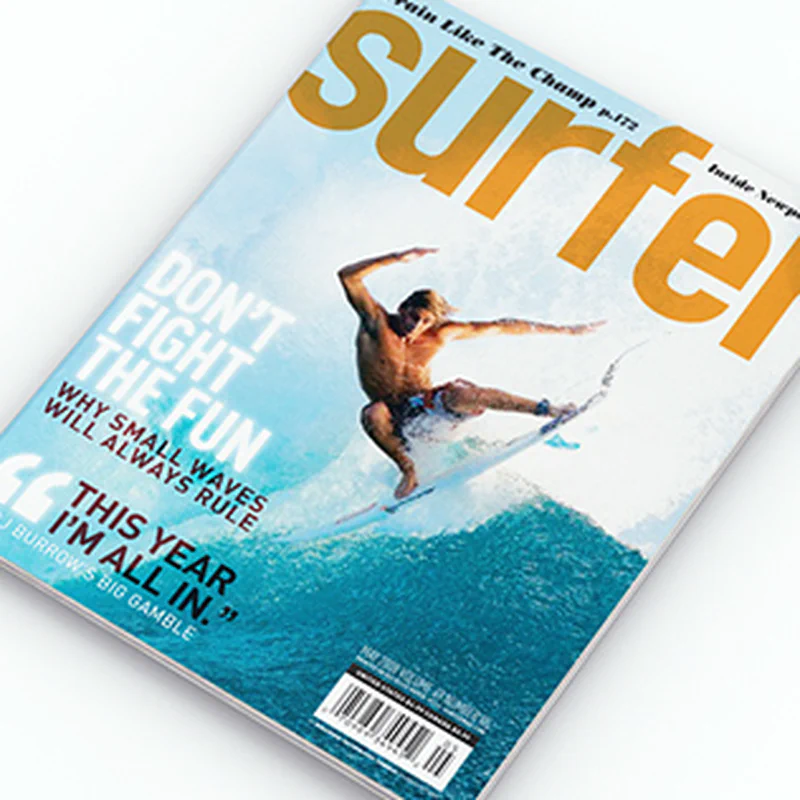 Like The Champ p.172
Inside
surfer
DON'T
FIGHT
THE FUN
WHY SMALL WAVES
WILL ALWAYS RULE
“THIS YEAR
I'M ALL IN.”
BURROW'S BIG GAMBLE